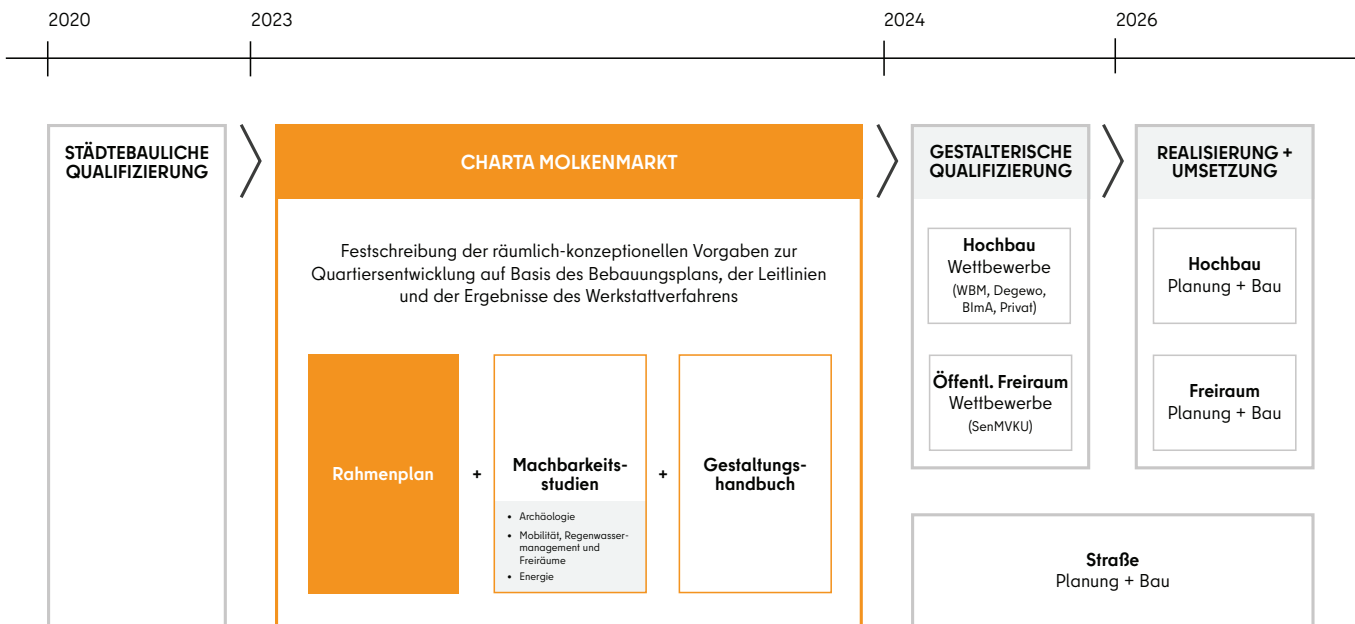 2020
2023
2024
2026
STÄDTEBAULICHE
QUALIFIZIERUNG
CHARTA MOLKENMARKT
Festschreibung der räumlich-konzeptionellen Vorgaben zur
Quartiersentwicklung auf Basis des Bebauungsplans, der Leitlinien
und der Ergebnisse des Werkstattverfahrens
Rahmenplan
+
Machbarkeits-
studien
• Archäologie
• Mobilität, Regenwasser-
management und
Freiräume
• Energie
+
Gestaltungs-
handbuch
GESTALTERISCHE
QUALIFIZIERUNG
Hochbau
Wettbewerbe
(WBM, Degewo,
BImA, Privat)
Öffentl. Freiraum
Wettbewerbe
(SenMVKU)
REALISIERUNG +
UMSETZUNG
Hochbau
Planung + Bau
Freiraum
Planung + Bau
Straße
Planung + Bau